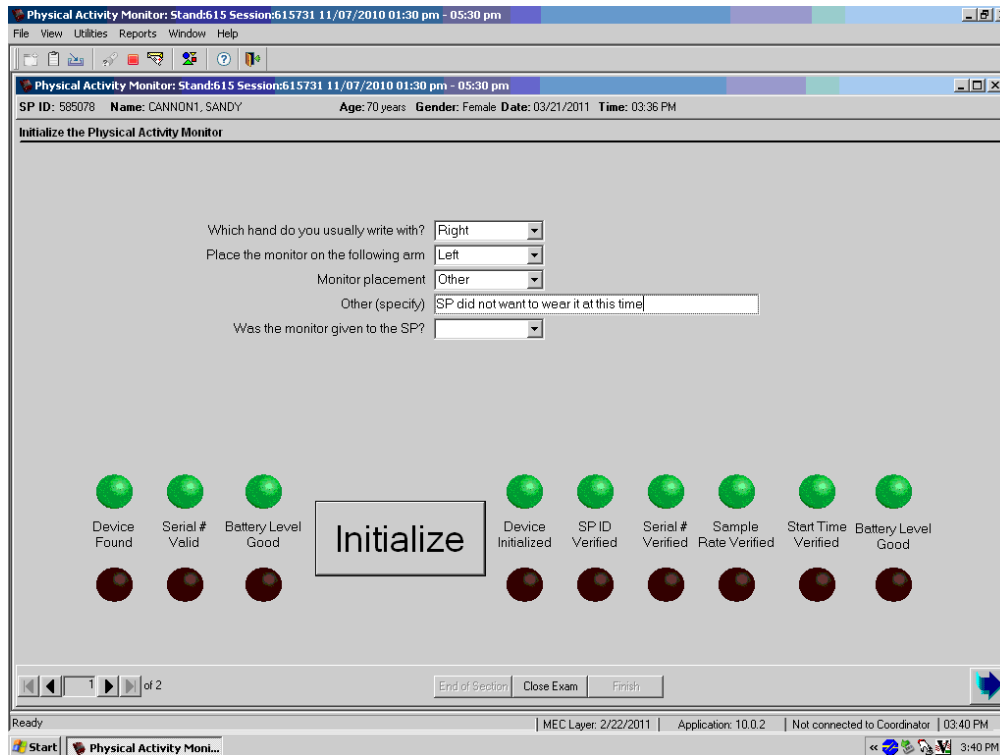 Physical Activity Monitor: Stand:615 Session:615731 11/07/2010 01:30 pm - 05:30 pm
File View Utilities Reports Window Help
Physical Activity Monitor: Stand:615 Session:615731 11/07/2010 01:30 pm - 05:30 pm
SP ID: 585078 Name: CANNON1, SANDY Age: 70 years Gender: Female Date: 03/21/2011 Time: 03:36 PM
Initialize the Physical Activity Monitor
Which hand do you usually write with? Right
Place the monitor on the following arm Left
Monitor placement Other
Other (specify) SP did not want to wear it at this time
Was the monitor given to the SP?
Device Found
Serial # Valid
Battery Level Good
Initialize
Device Initialized
SP ID Verified
Serial # Verified
Sample Rate Verified
Start Time Verified
Battery Level Good
1 of 2 End of Section Close Exam Finish
Ready MEC Layer: 2/22/2011 Application: 10.0.2 Not connected to Coordinator 03:40 PM
Start Physical Activity Moni... 3:40 PM